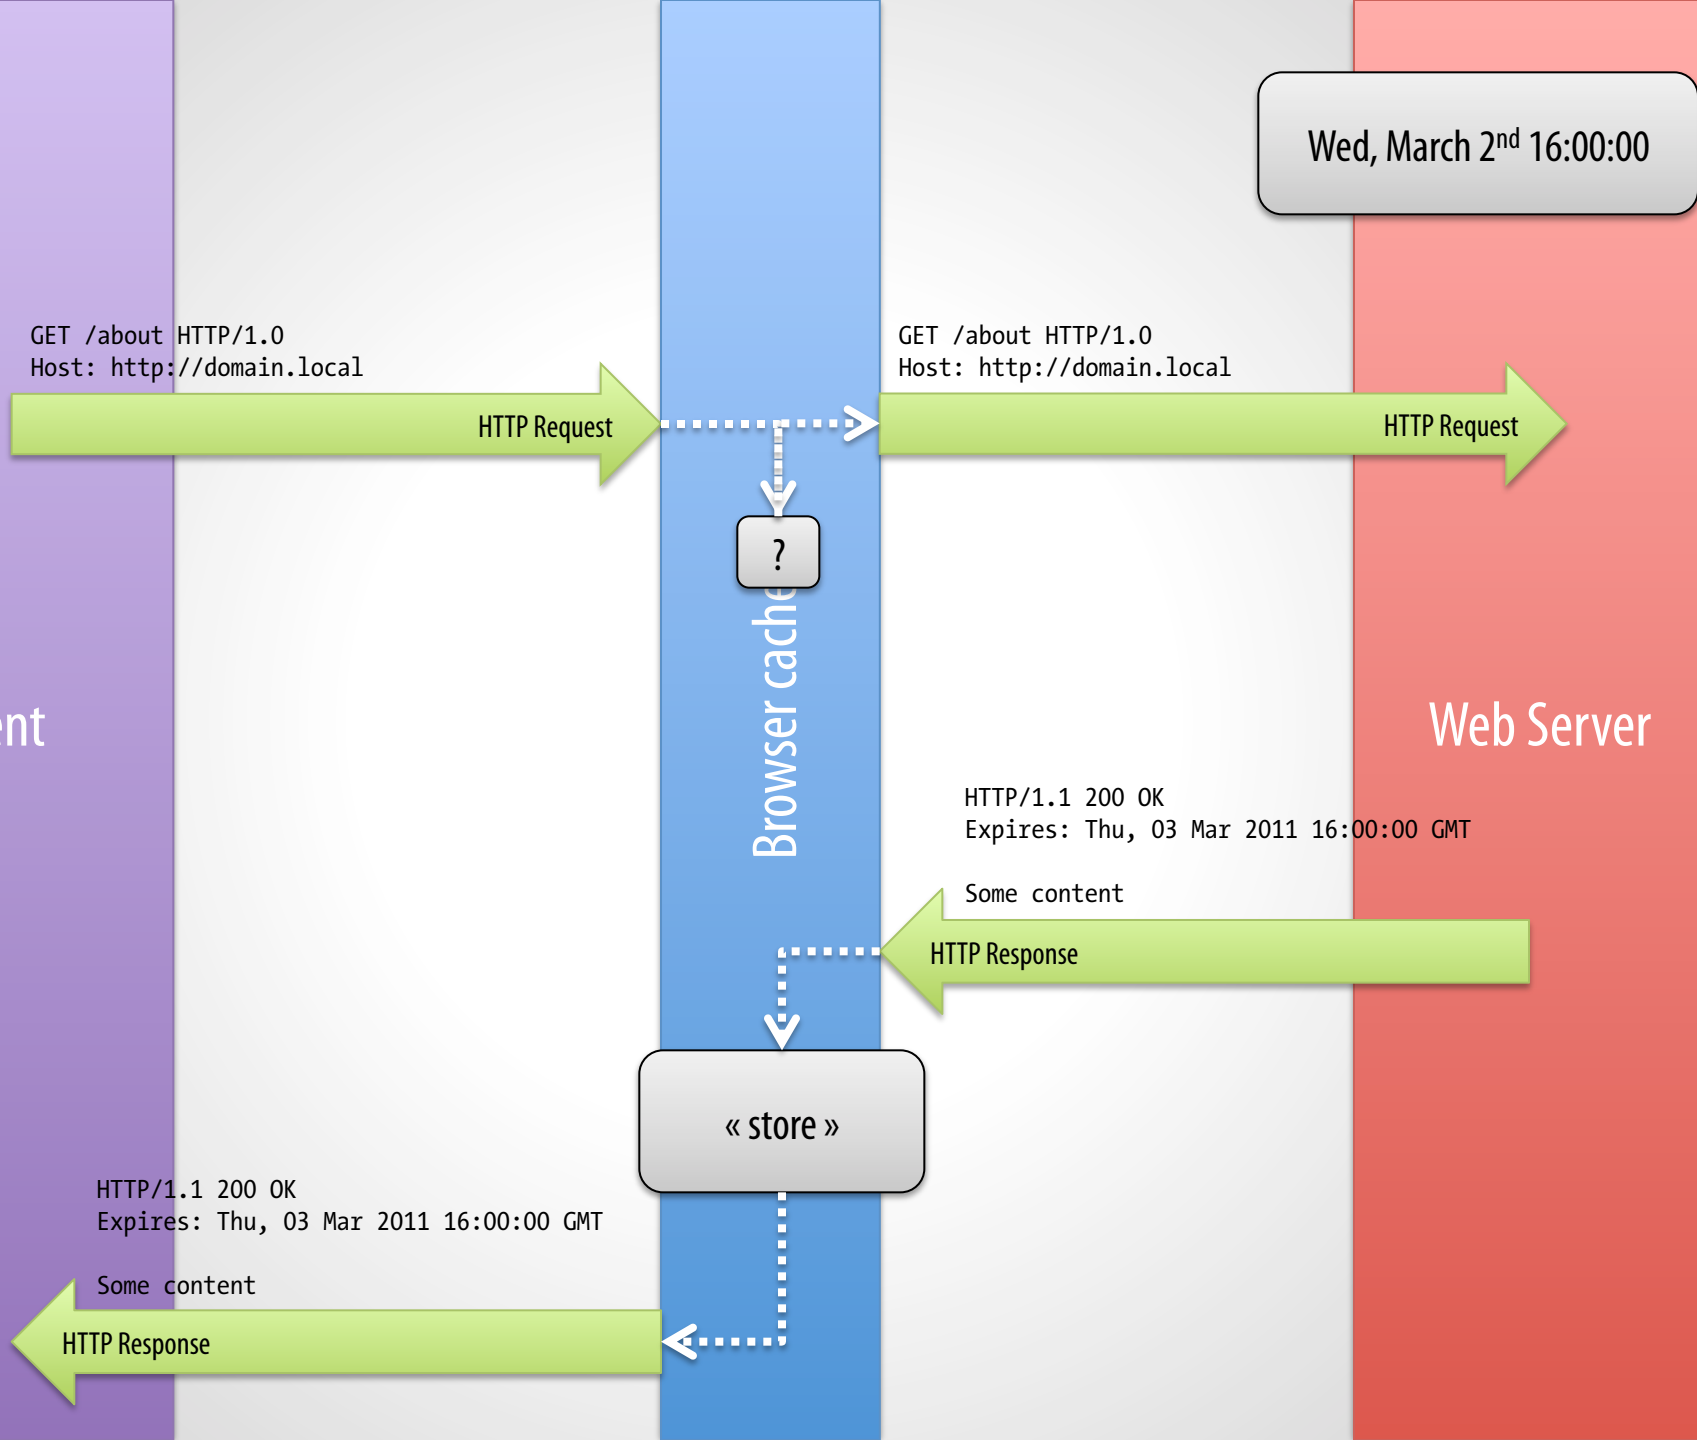 Wed, March 2nd 16:00:00
GET /about HTTP/1.0
Host: http://domain.local
HTTP Request
GET /about HTTP/1.0
Host: http://domain.local
HTTP Request
?
Browser cache
ent
Web Server
HTTP/1.1 200 OK
Expires: Thu, 03 Mar 2011 16:00:00 GMT
Some content
HTTP Response
« store »
HTTP/1.1 200 OK
Expires: Thu, 03 Mar 2011 16:00:00 GMT
Some content
HTTP Response